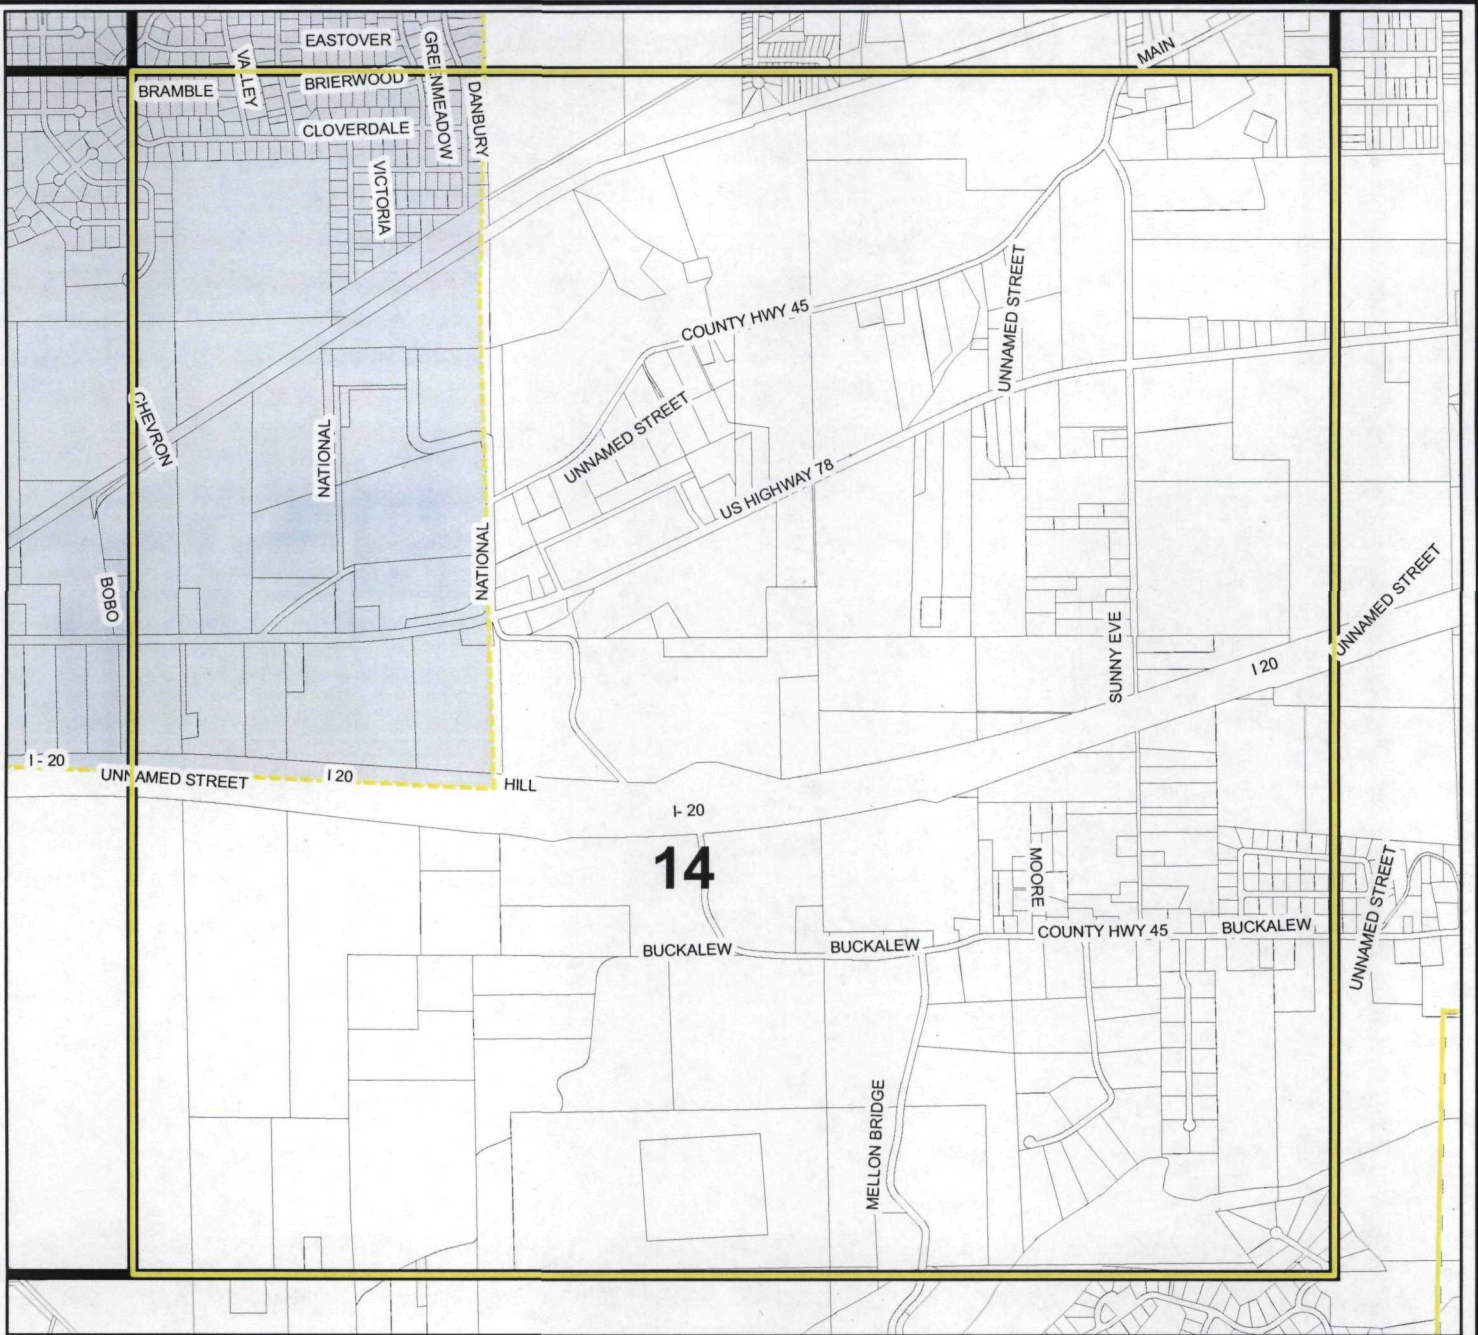 EASTOVER
GREENMEADOW
VALLEY
MAIN
BRIERWOOD
BRAMBLE
DANBURY
CLOVERDALE
VICTORIA
COUNTY HWY 45
UNNAMED STREET
CHEVRON
NATIONAL
UNNAMED STREET
US HIGHWAY 78
NATIONAL
BOBO
UNNAMED STREET
SUNNY EVE
I 20
I - 20
UNNAMED STREET
I 20
HILL
I- 20
14
MOORE
UNNAMED STREET
COUNTY HWY 45
BUCKALEW
BUCKALEW
BUCKALEW
MELLON BRIDGE